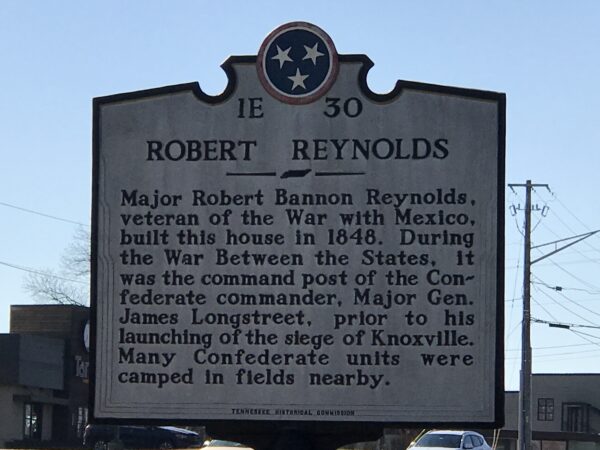 1E 30
ROBERT REYNOLDS
Major Robert Bannon Reynolds,
veteran of the War with Mexico,
built this house in 1848. During
the War Between the States, it
was the command post of the Con-
federate commander, Major Gen.
James Longstreet, prior to his
launching of the siege of Knoxville.
Many Confederate units were
camped in fields nearby.
TENNESSEE HISTORICAL COMMISSION